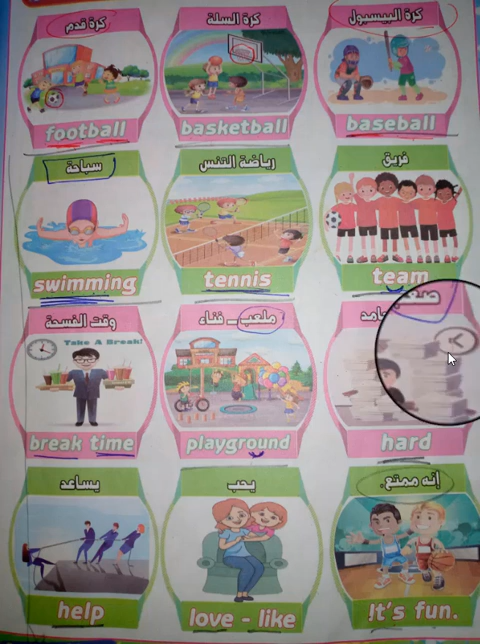 كرة قدم
كرة السلة
كرة البيسبول
football
basketball
baseball
سباحة
رياضة التنس
فريق
swimming
tennis
team
وقت الفسحة
ملعب ـ فناء
Take A Break!
break time
playground
hard
يساعد
يحب
إنه ممتع.
help
love - like
It's fun.